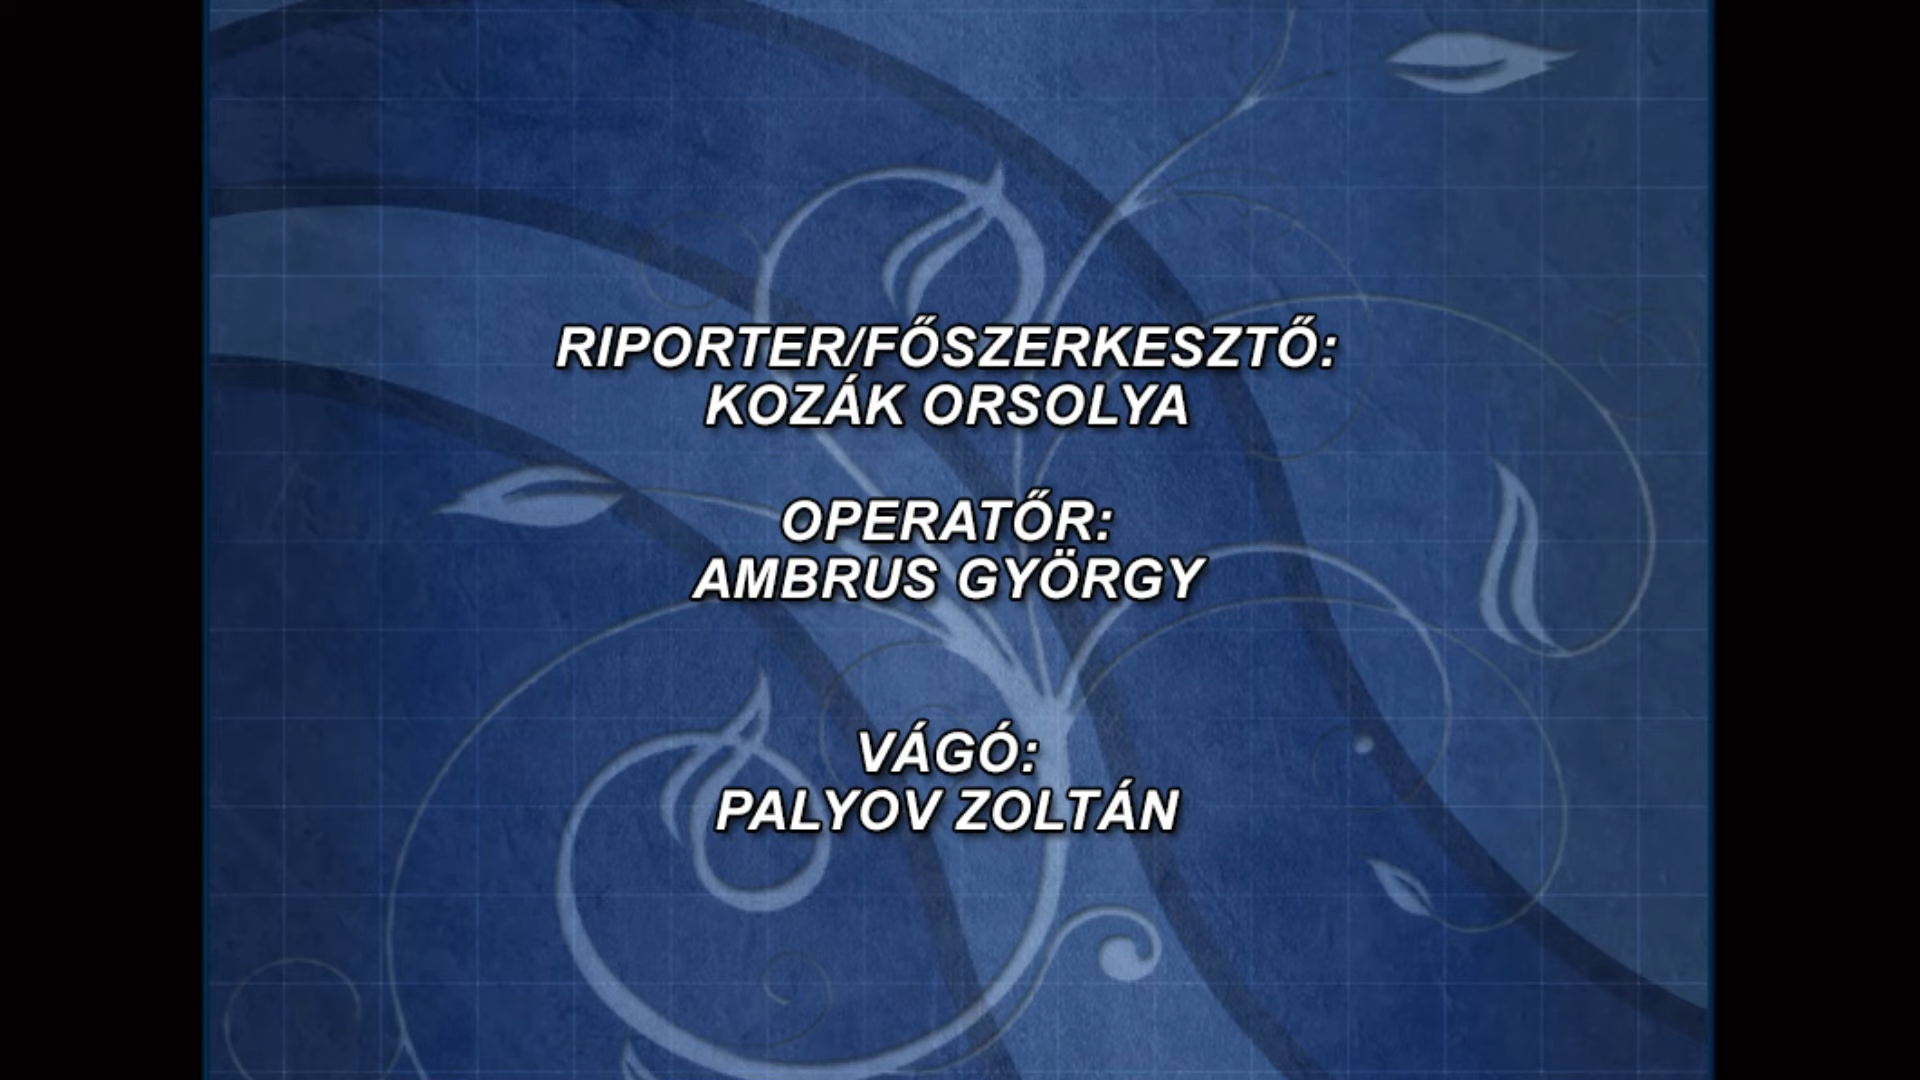 RIPORTER/FŐSZERKESZTŐ:
KOZÁK ORSOLYA
OPERATŐR:
AMBRUS GYÖRGY
VÁGÓ:
PALYOV ZOLTÁN